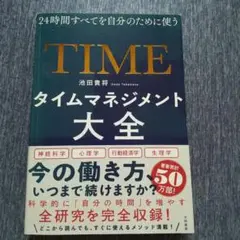 24時間すべてを自分のために使う
TIME
池田貴将
タイムマネジメント
大全
神経科学
心理学
行動経済学
生理学
今の働き方、
いつまで続けますか?
著者累計
50
万部!
科学的に「自分の時間」を増やす
全研究を完全収録!
どこから読んでも、すぐに使えるメソッド満載!